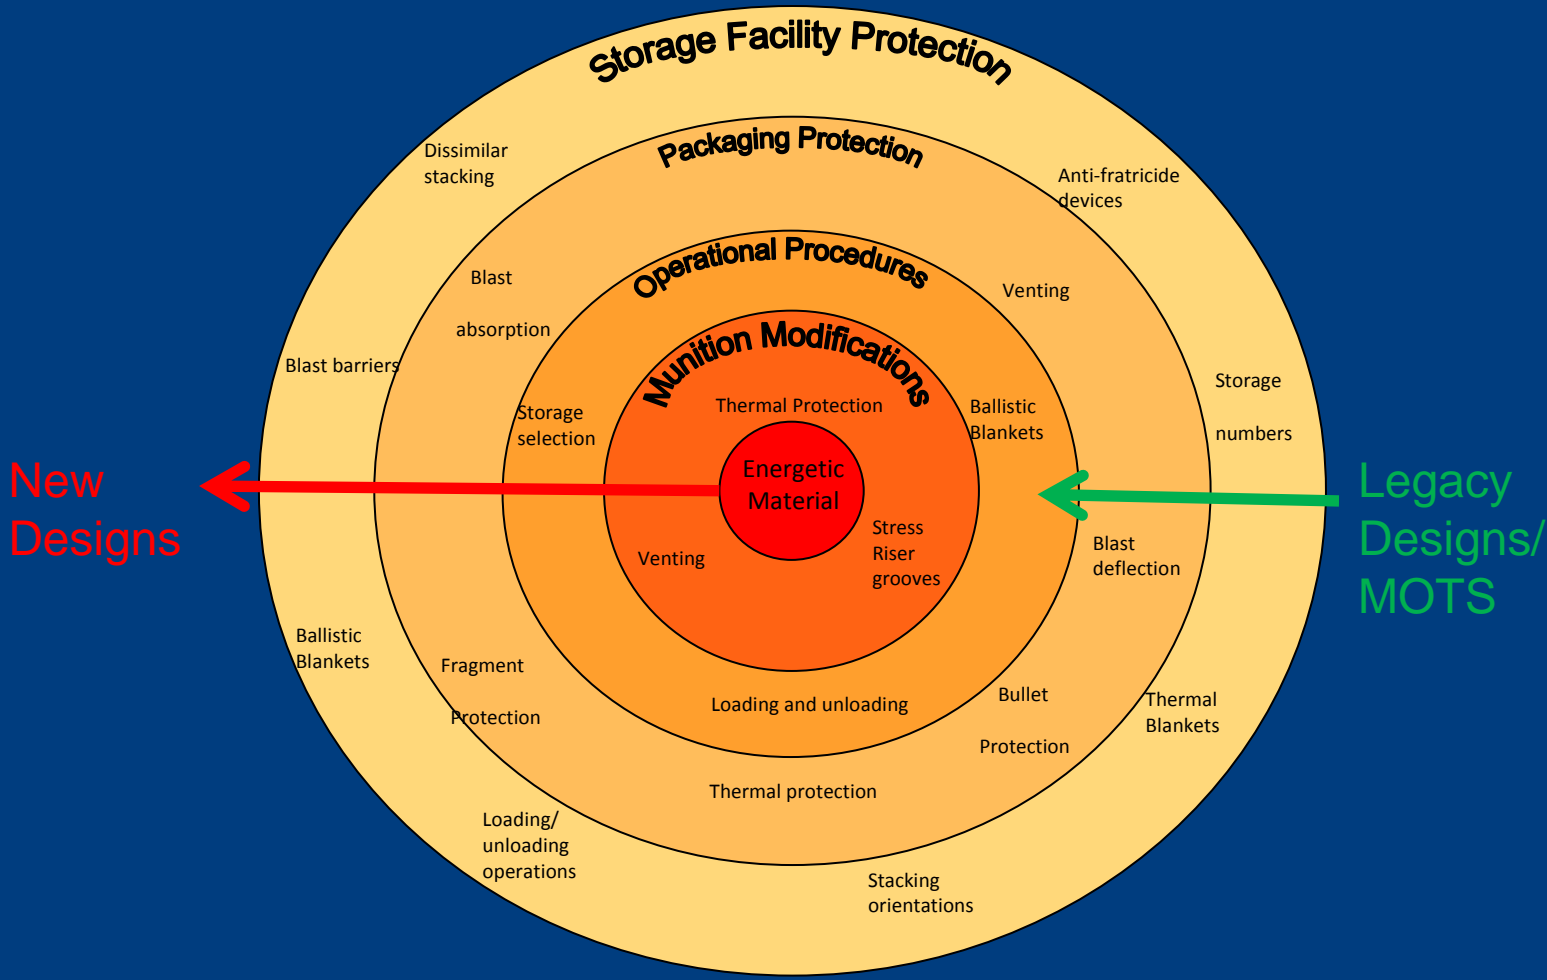 Storage Facility Protection
Dissimilar
stacking
Packaging Protection
Anti-fratricide
devices
Operational Procedures
Blast
absorption
Venting
Munition Modifications
Blast barriers
Storage
numbers
Storage
selection
Thermal Protection
Ballistic
Blankets
New
Designs
Energetic
Material
Legacy
Designs/
MOTS
Venting
Stress
Riser
grooves
Blast
deflection
Ballistic
Blankets
Fragment
Protection
Loading and unloading
Bullet
Protection
Thermal
Blankets
Thermal protection
Loading/
unloading
operations
Stacking
orientations